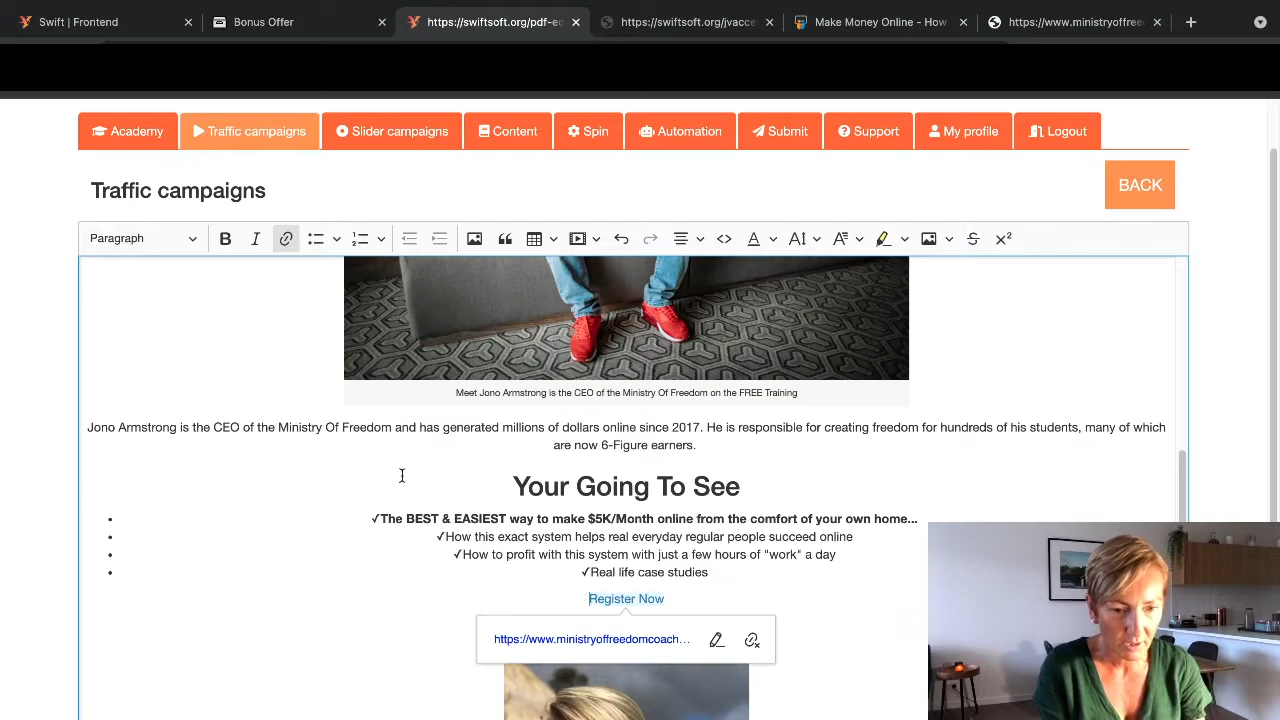 Swift | Frontend
Bonus Offer
https://swiftsoft.org/pdf-ed
https://swiftsoft.org/jvacce
Make Money Online - How
https://www.ministryoffree
Academy
Traffic campaigns
Slider campaigns
Content
Spin
Automation
Submit
Support
My profile
Logout
Traffic campaigns
BACK
Paragraph
Meet Jono Armstrong is the CEO of the Ministry Of Freedom on the FREE Training
Jono Armstrong is the CEO of the Ministry Of Freedom and has generated millions of dollars online since 2017. He is responsible for creating freedom for hundreds of his students, many of which
are now 6-Figure earners.
Your Going To See
✓The BEST & EASIEST way to make $5K/Month online from the comfort of your own home...
✓How this exact system helps real everyday regular people succeed online
✓How to profit with this system with just a few hours of "work" a day
✓Real life case studies
Register Now
https://www.ministryoffreedomcoach...